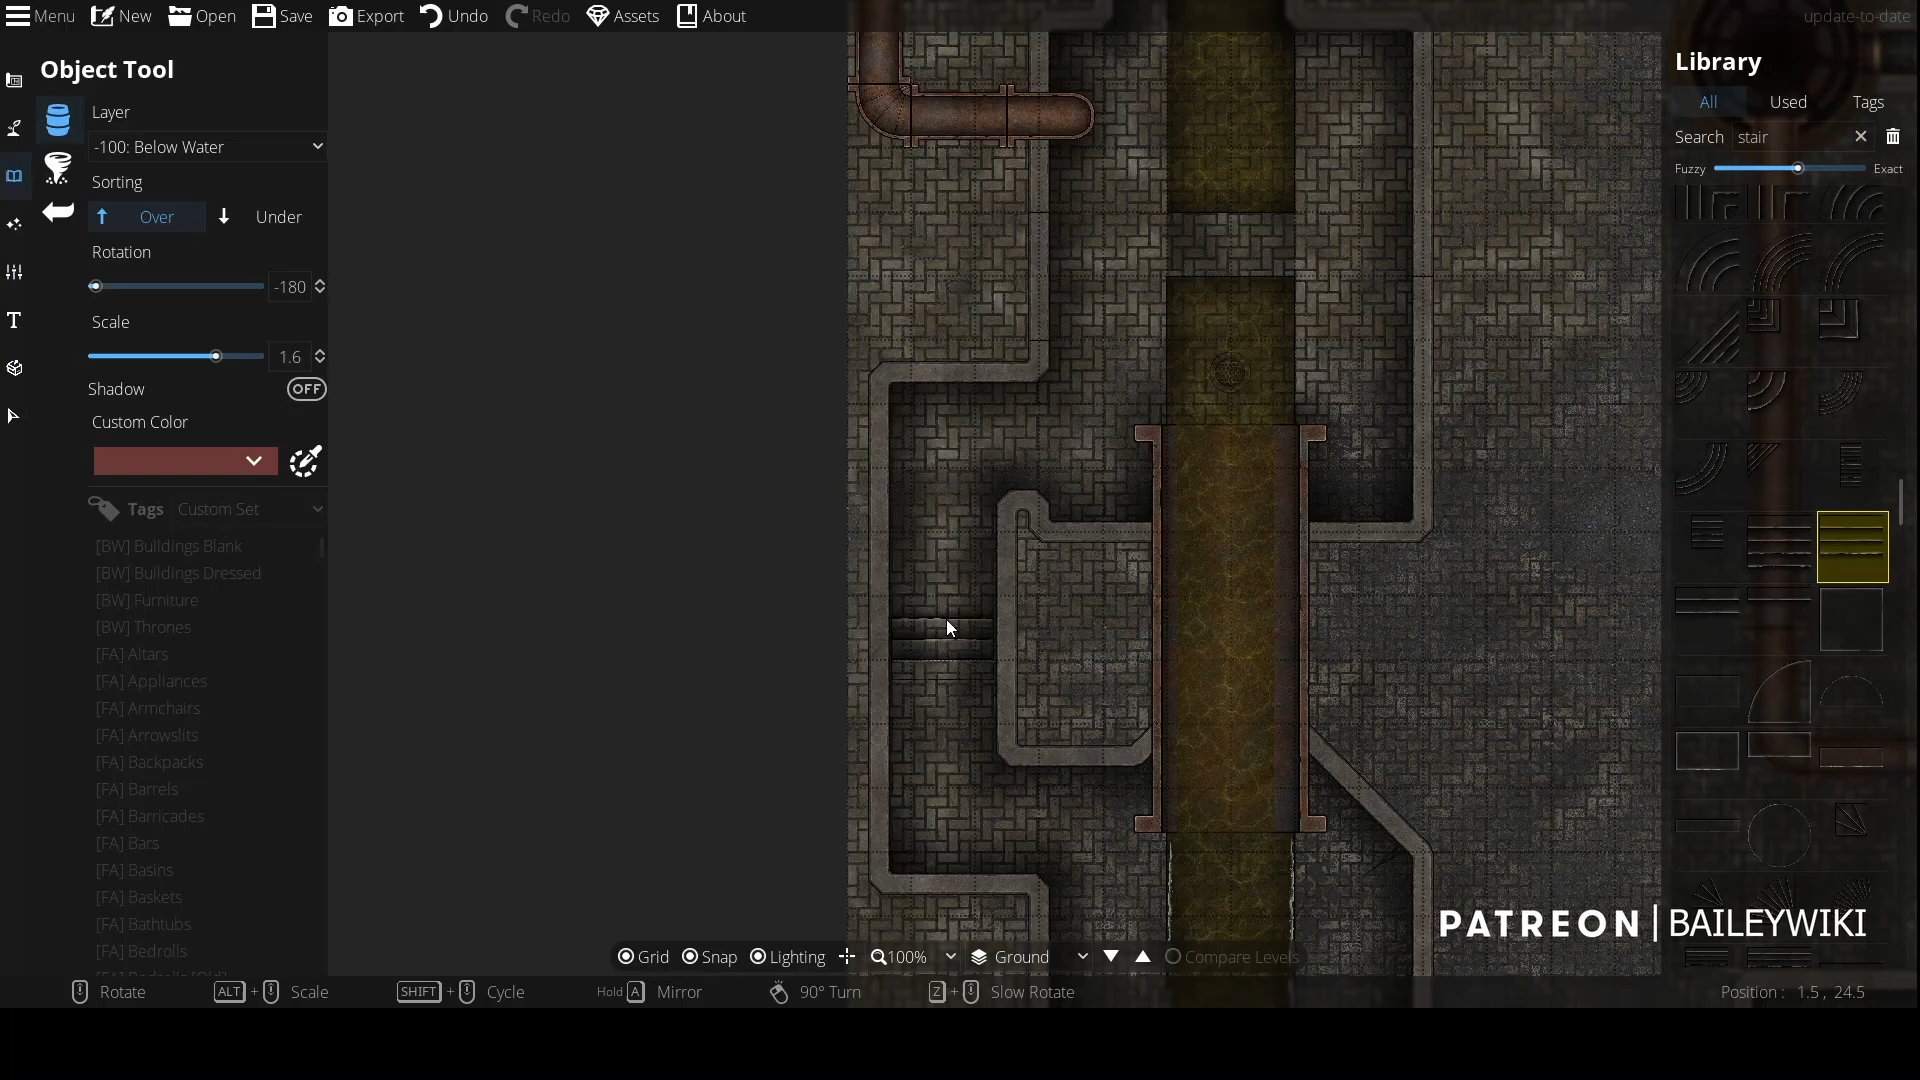 Menu New Open Save Export Undo Redo Assets About update-to-date
Object Tool
Layer
-100: Below Water
Sorting
Over Under
Rotation
-180
Scale
1.6
Shadow OFF
Custom Color
Tags Custom Set
[BW] Buildings Blank
[BW] Buildings Dressed
[BW] Furniture
[BW] Thrones
[FA] Altars
[FA] Appliances
[FA] Armchairs
[FA] Arrowslits
[FA] Backpacks
[FA] Barrels
[FA] Barricades
[FA] Bars
[FA] Basins
[FA] Baskets
[FA] Bathtubs
[FA] Bedrolls
[FA] Bedrolls [Old]
Library
All Used Tags
Search stair
Fuzzy Exact
PATREON | BAILEYWIKI
Grid Snap Lighting 100% Ground Compare Levels
Rotate ALT + Scale SHIFT + Cycle Hold A Mirror 90° Turn Z + Slow Rotate Position : 1.5 , 24.5